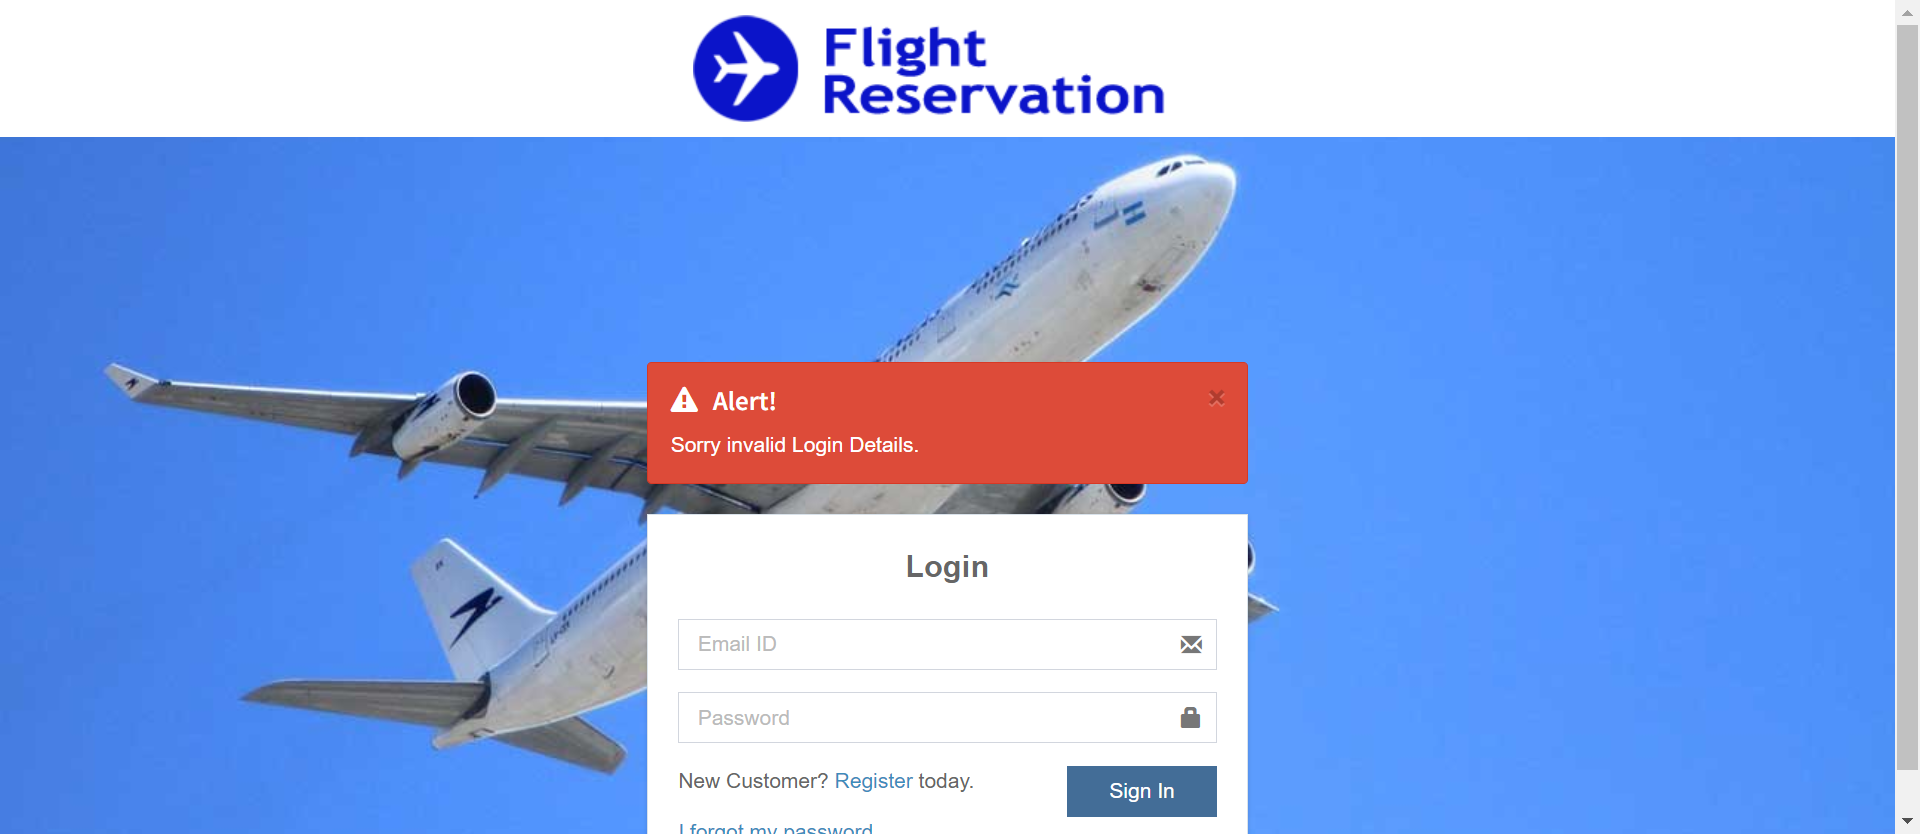 Flight
Reservation
Alert!
×
Sorry invalid Login Details.
Login
Email ID
Password
New Customer? Register today.
Sign In
I forgot my password